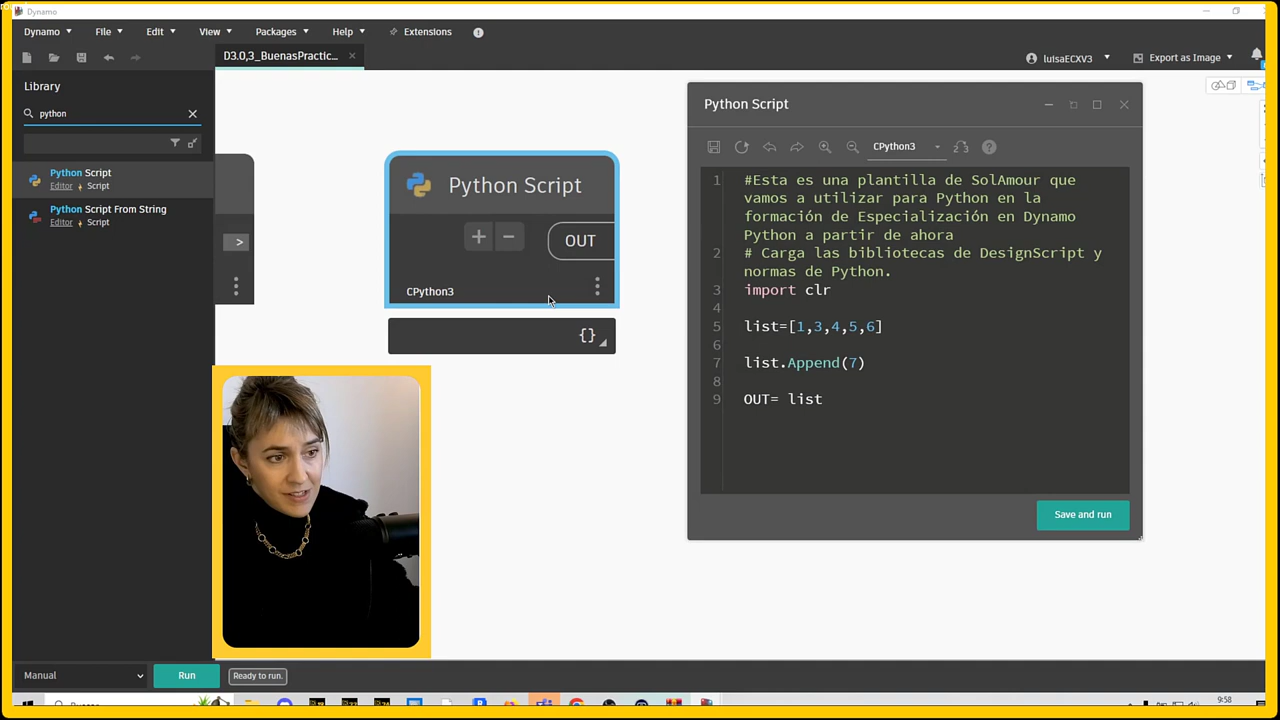 Dynamo
Dynamo File Edit View Packages Help Extensions
D3.0,3_BuenasPractic...
luisaECXV3
Export as Image
Library
python
Python Script
Editor Script
Python Script From String
Editor Script
>
Python Script
+ −
OUT
CPython3
{}
Python Script
CPython3
1 #Esta es una plantilla de SolAmour que
vamos a utilizar para Python en la
formación de Especialización en Dynamo
Python a partir de ahora
2 # Carga las bibliotecas de DesignScript y
normas de Python.
3 import clr
4
5 list=[1,3,4,5,6]
6
7 list.Append(7)
8
9 OUT= list
Save and run
Manual
Run
Ready to run.
9:58